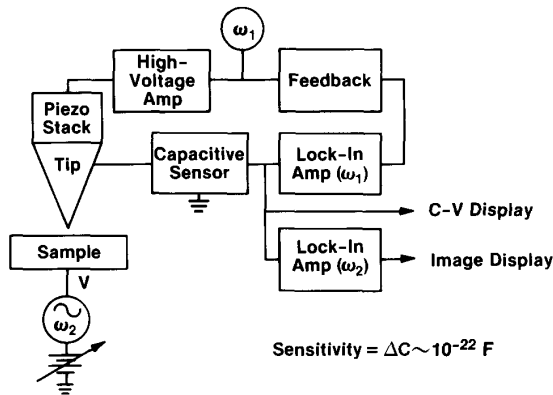 ω₁
High-
Voltage
Amp
Feedback
Piezo
Stack
Tip
Capacitive
Sensor
Lock-In
Amp (ω₁)
C-V Display
Sample
Lock-In
Amp (ω₂)
Image Display
V
ω₂
Sensitivity = ΔC~10⁻²² F